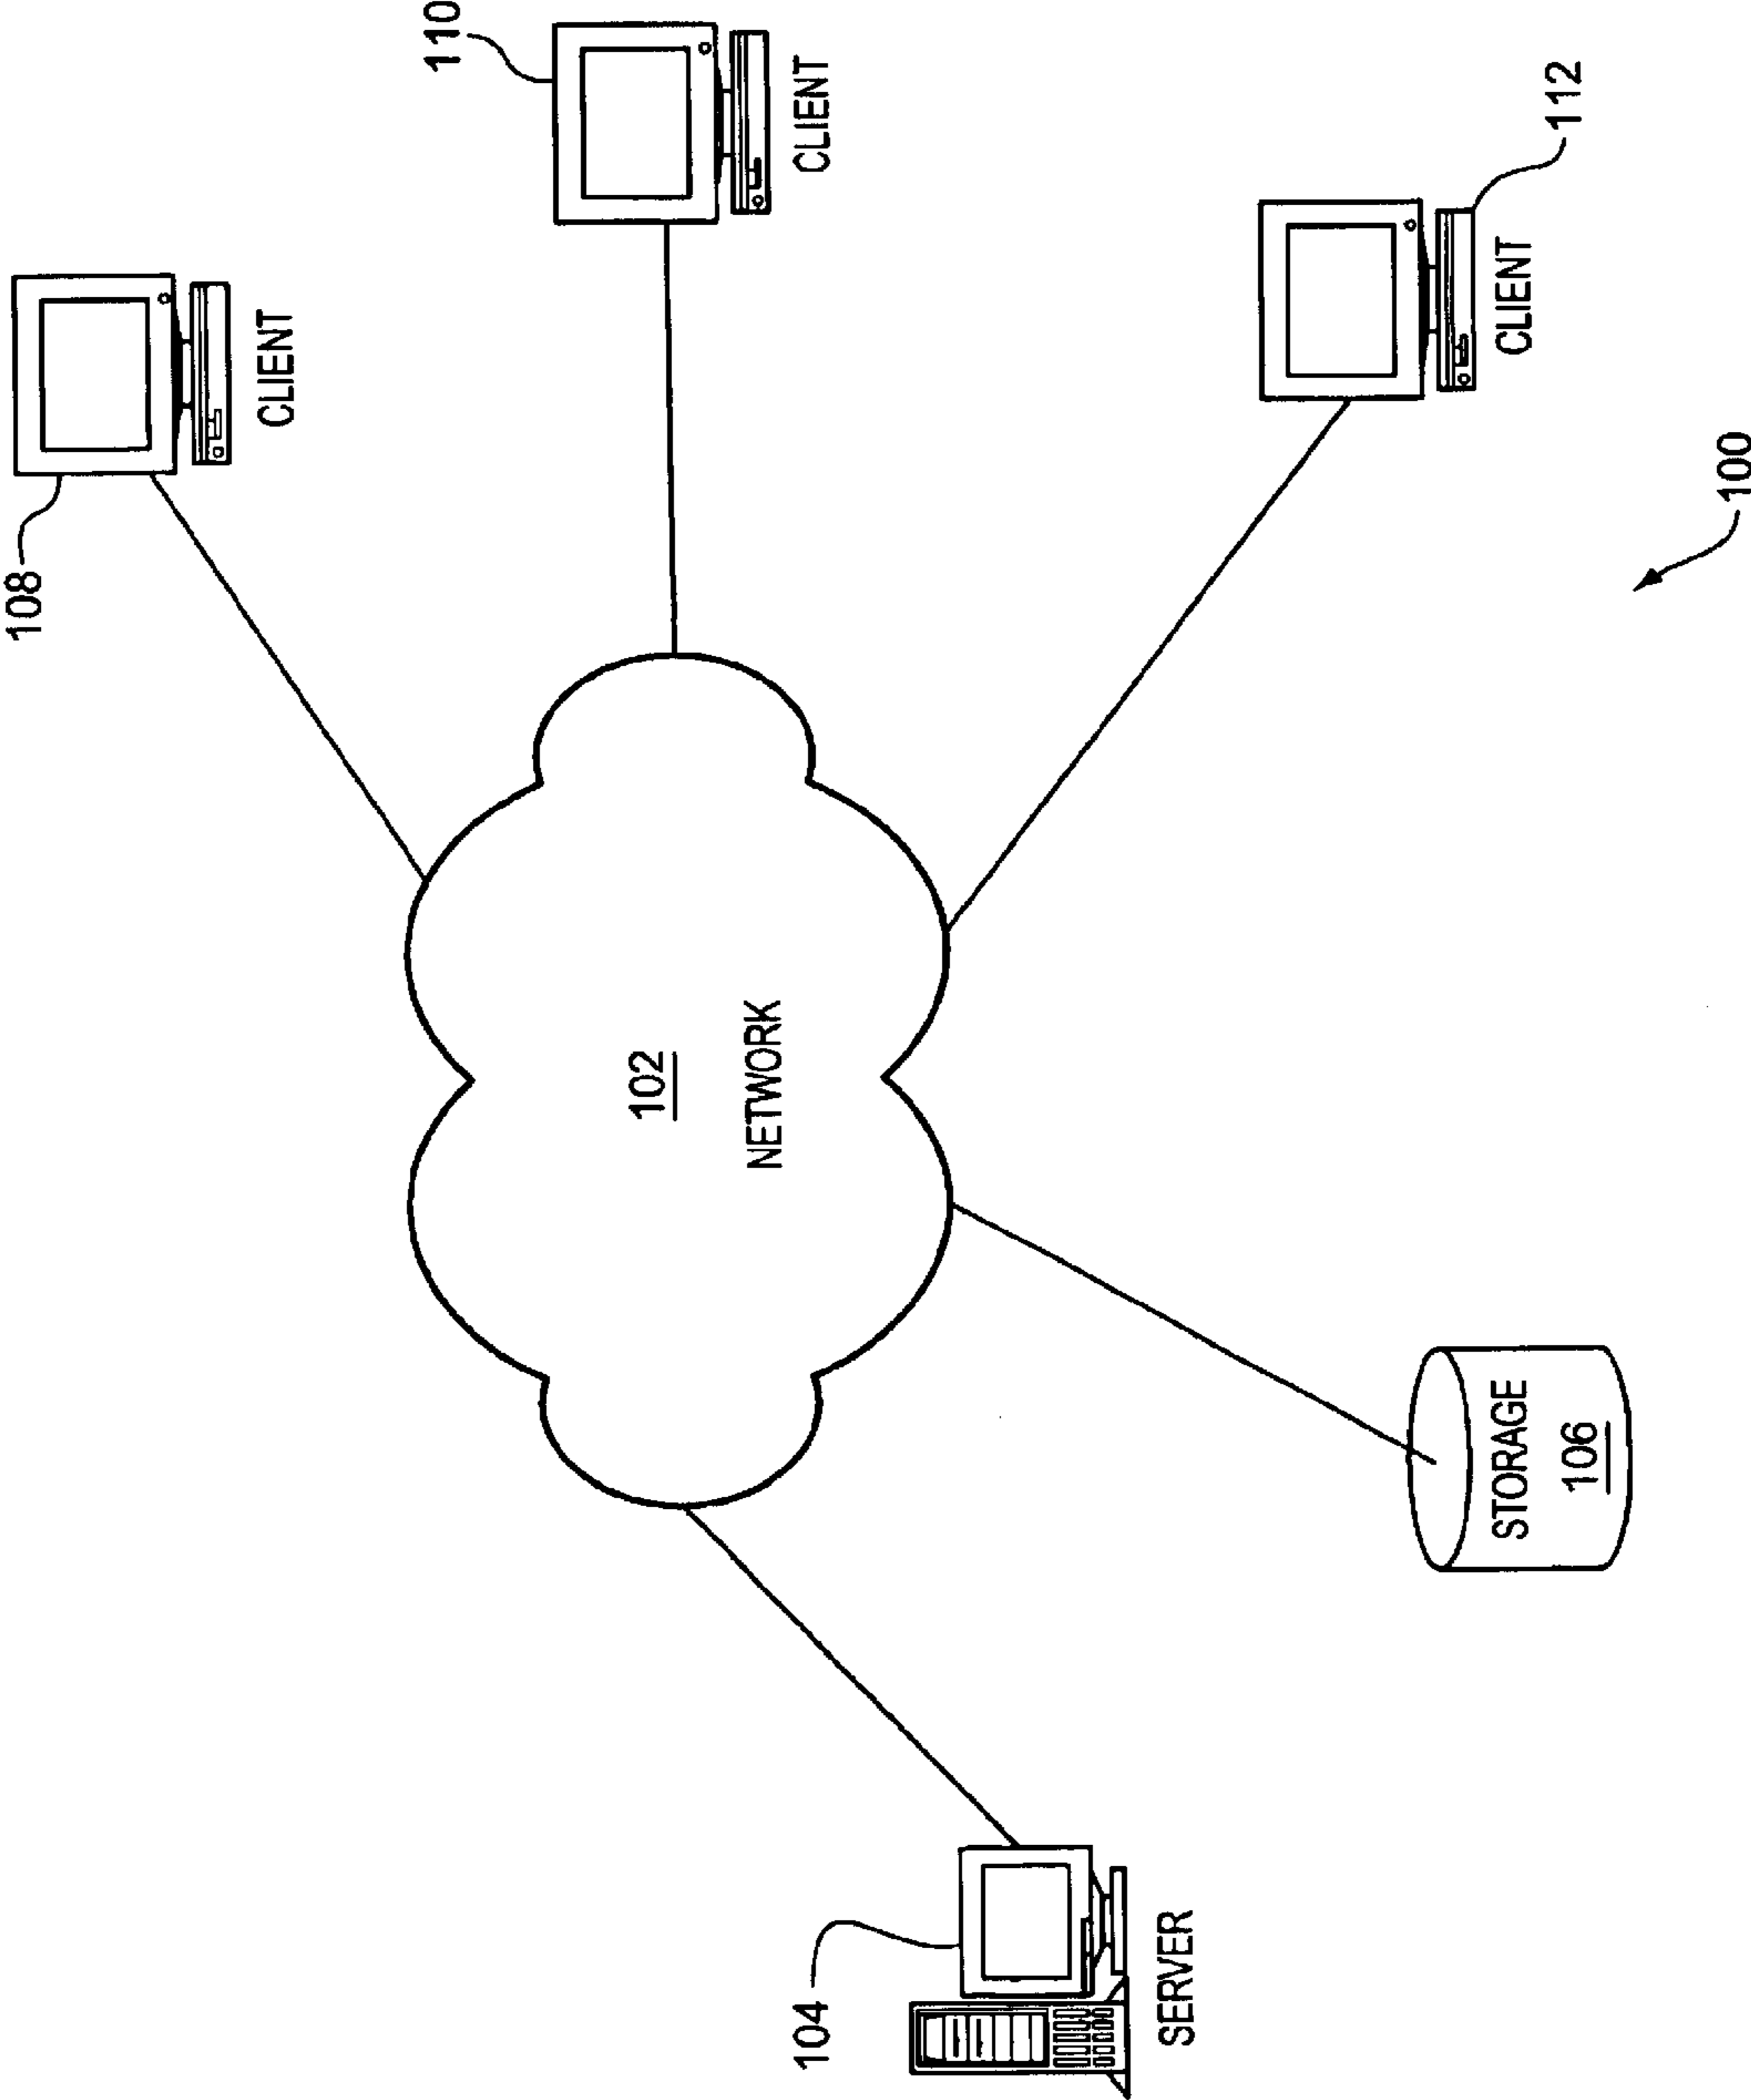 108
CLIENT
110
CLIENT
104
SERVER
102
NETWORK
STORAGE
106
CLIENT
112
100